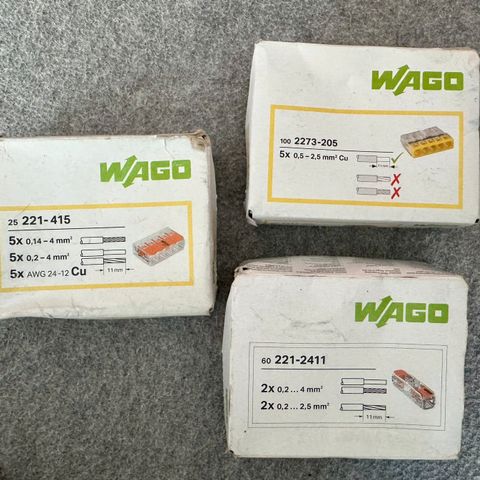 WAGO
25 221-415
5x 0,14 – 4 mm²
5x 0,2 – 4 mm²
5x AWG 24-12 Cu
11 mm
WAGO
100 2273-205
5x 0,5 – 2,5 mm² Cu
WAGO
60 221-2411
2x 0,2 ... 4 mm²
2x 0,2 ... 2,5 mm²
11 mm